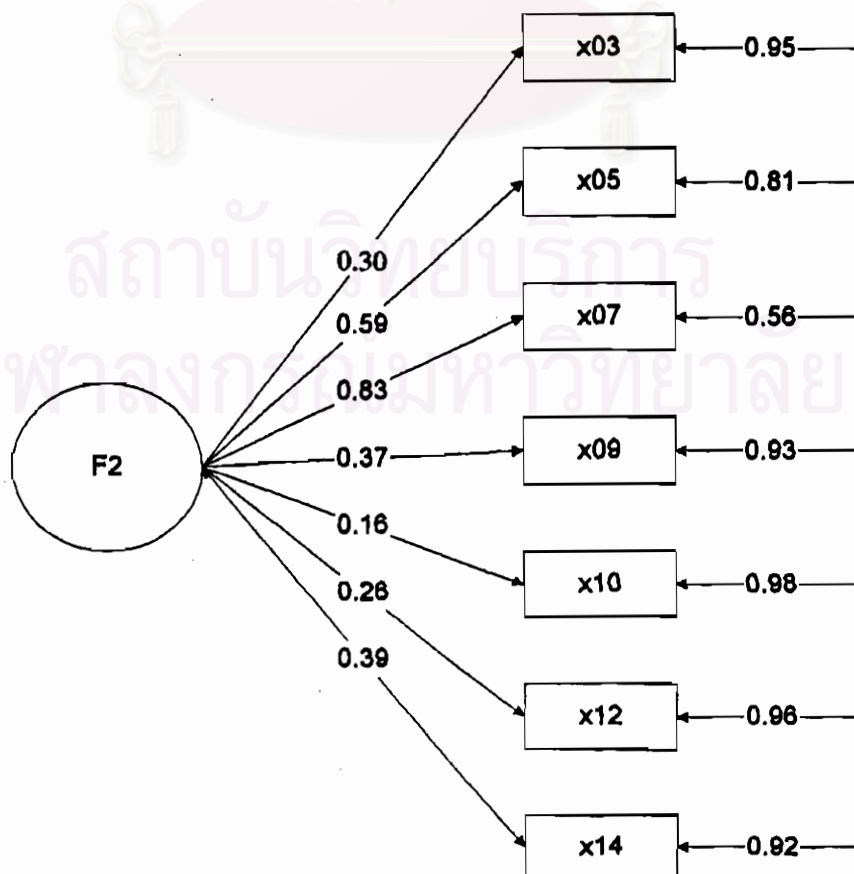 x03 0.95
x05 0.81
0.30
สถาบันวิทยบริการ
x07 0.56
0.59
0.83
จุฬาลงกรณ์มหาวิทยาลัย
F2
0.37
x09 0.93
0.16
x10 0.98
0.26
0.39
x12 0.96
x14 0.92